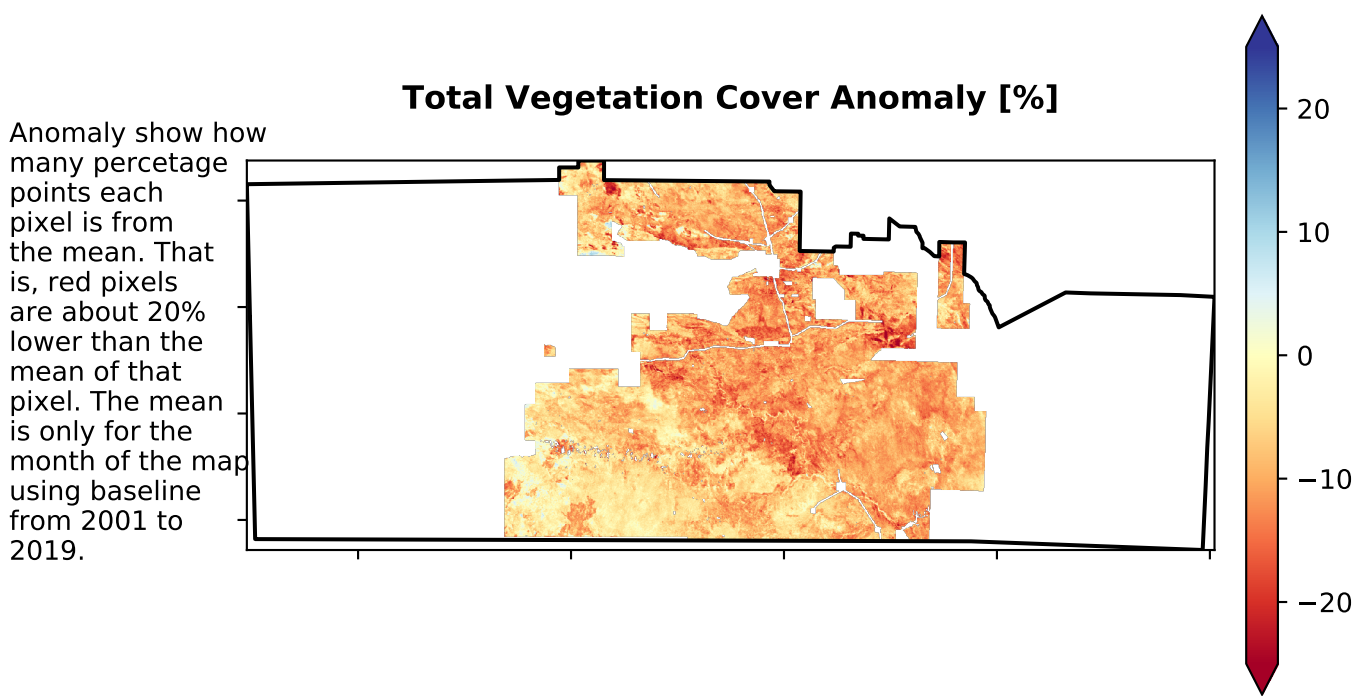 Total Vegetation Cover Anomaly [%]
Anomaly show how
many percetage
points each
pixel is from
the mean. That
is, red pixels
are about 20%
lower than the
mean of that
pixel. The mean
is only for the
month of the map
using baseline
from 2001 to
2019.
20
10
0
−10
−20